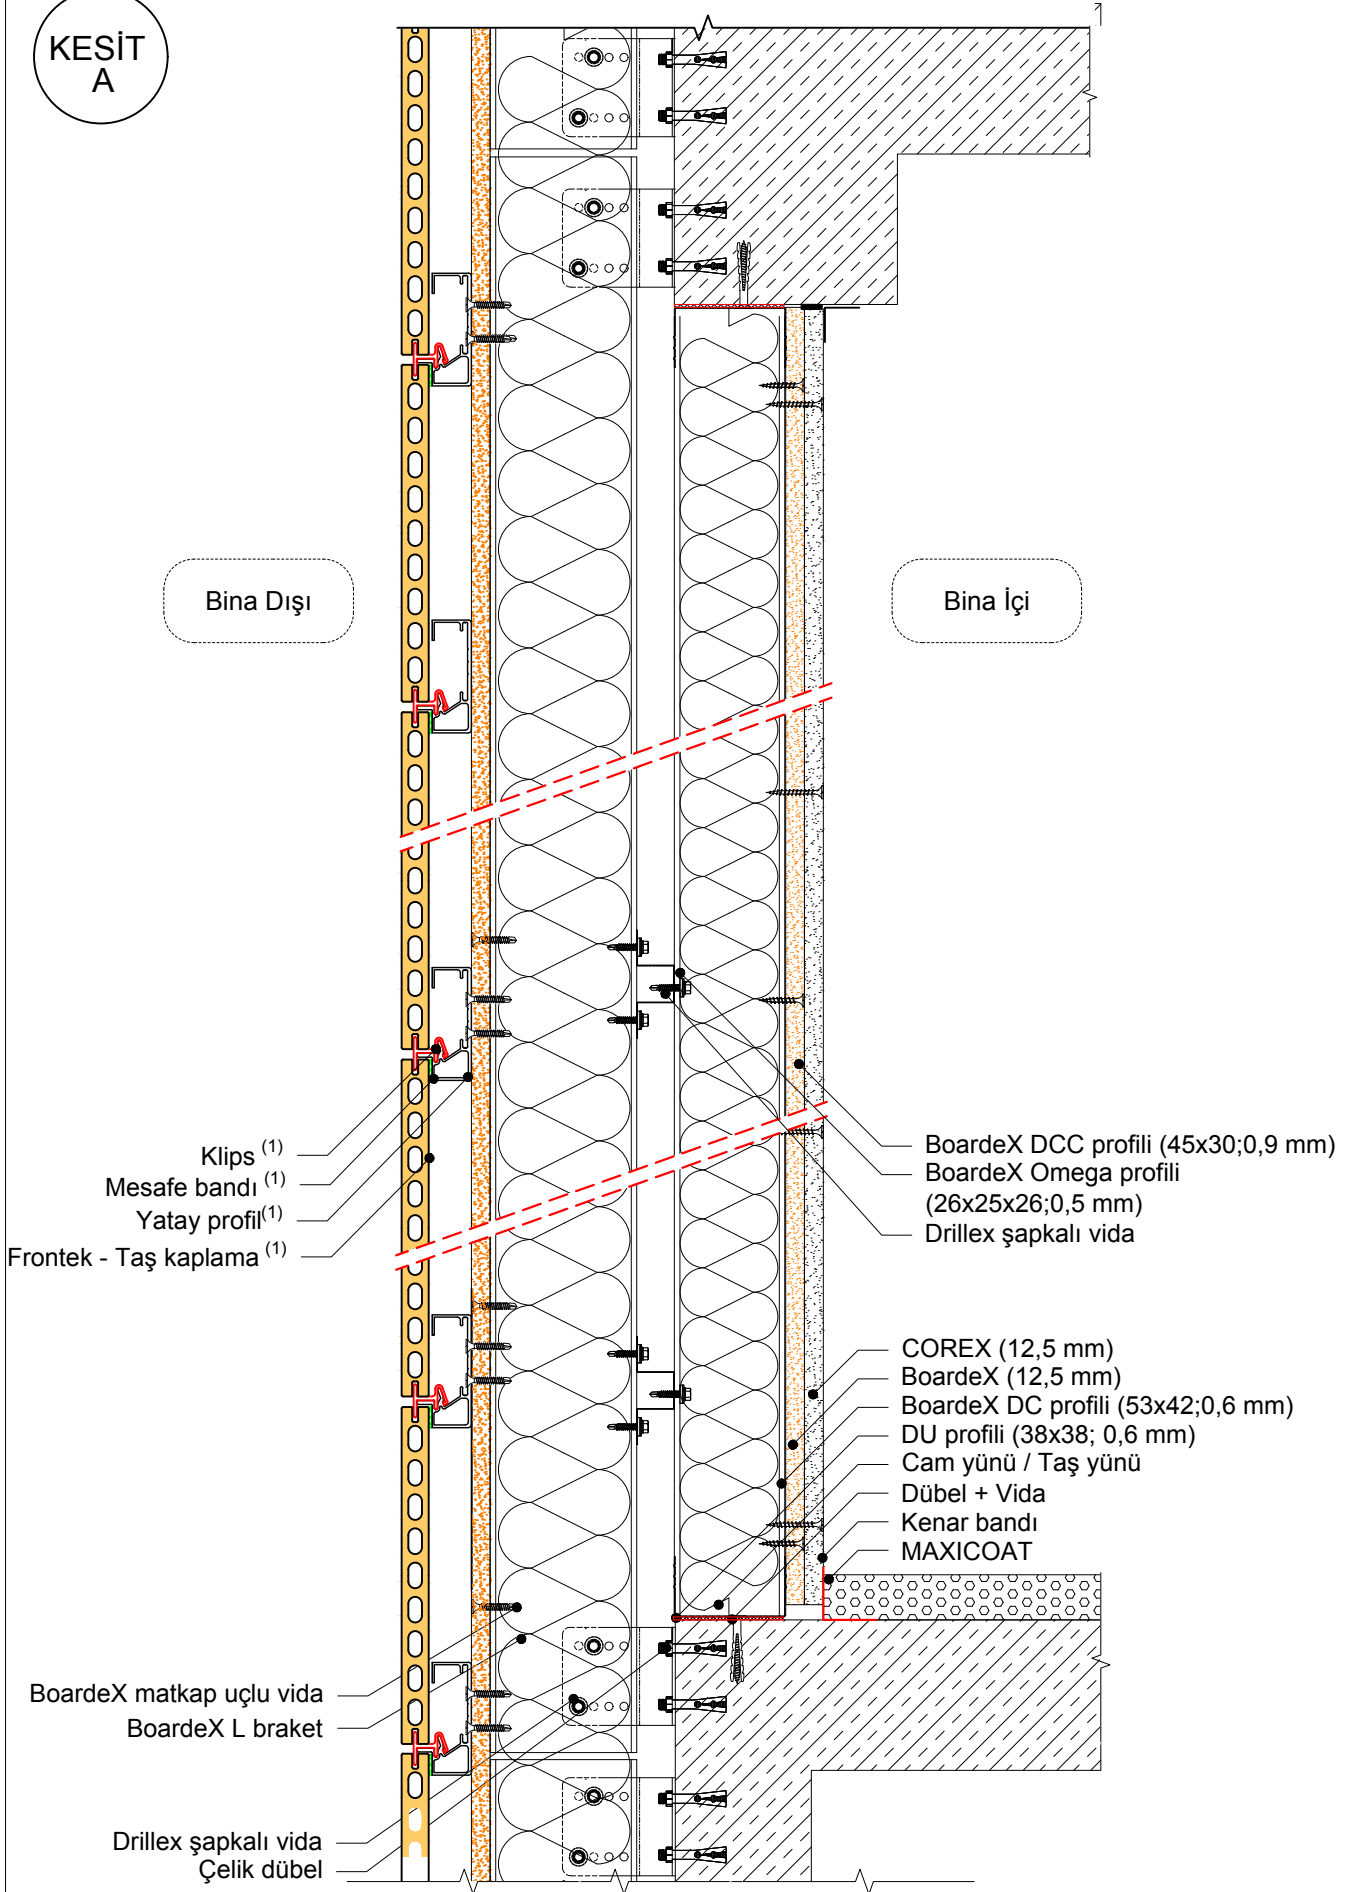 KESİT
A
Bina Dışı
Bina İçi
Klips (1)
Mesafe bandı (1)
Yatay profil(1)
Frontek - Taş kaplama (1)
BoardeX DCC profili (45x30;0,9 mm)
BoardeX Omega profili
(26x25x26;0,5 mm)
Drillex şapkalı vida
COREX (12,5 mm)
BoardeX (12,5 mm)
BoardeX DC profili (53x42;0,6 mm)
DU profili (38x38; 0,6 mm)
Cam yünü / Taş yünü
Dübel + Vida
Kenar bandı
MAXICOAT
BoardeX matkap uçlu vida
BoardeX L braket
Drillex şapkalı vida
Çelik dübel